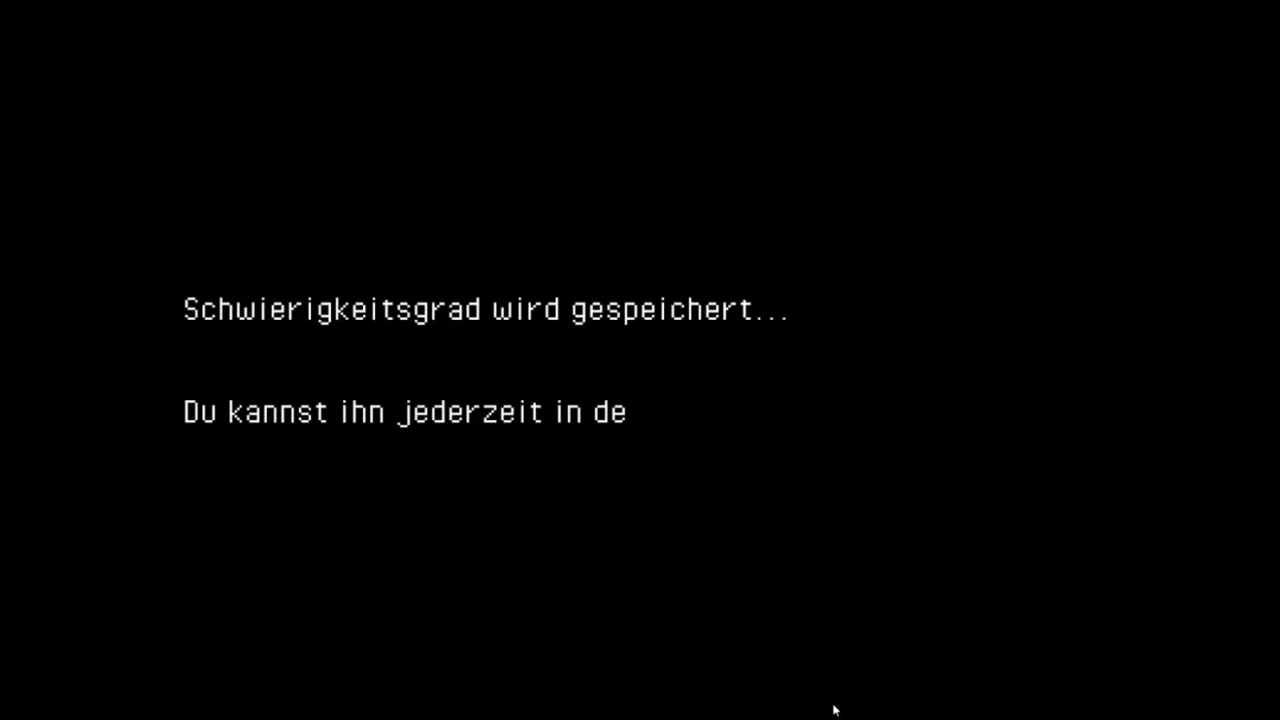 Schwierigkeitsgrad wird gespeichert...
Du kannst ihn jederzeit in de